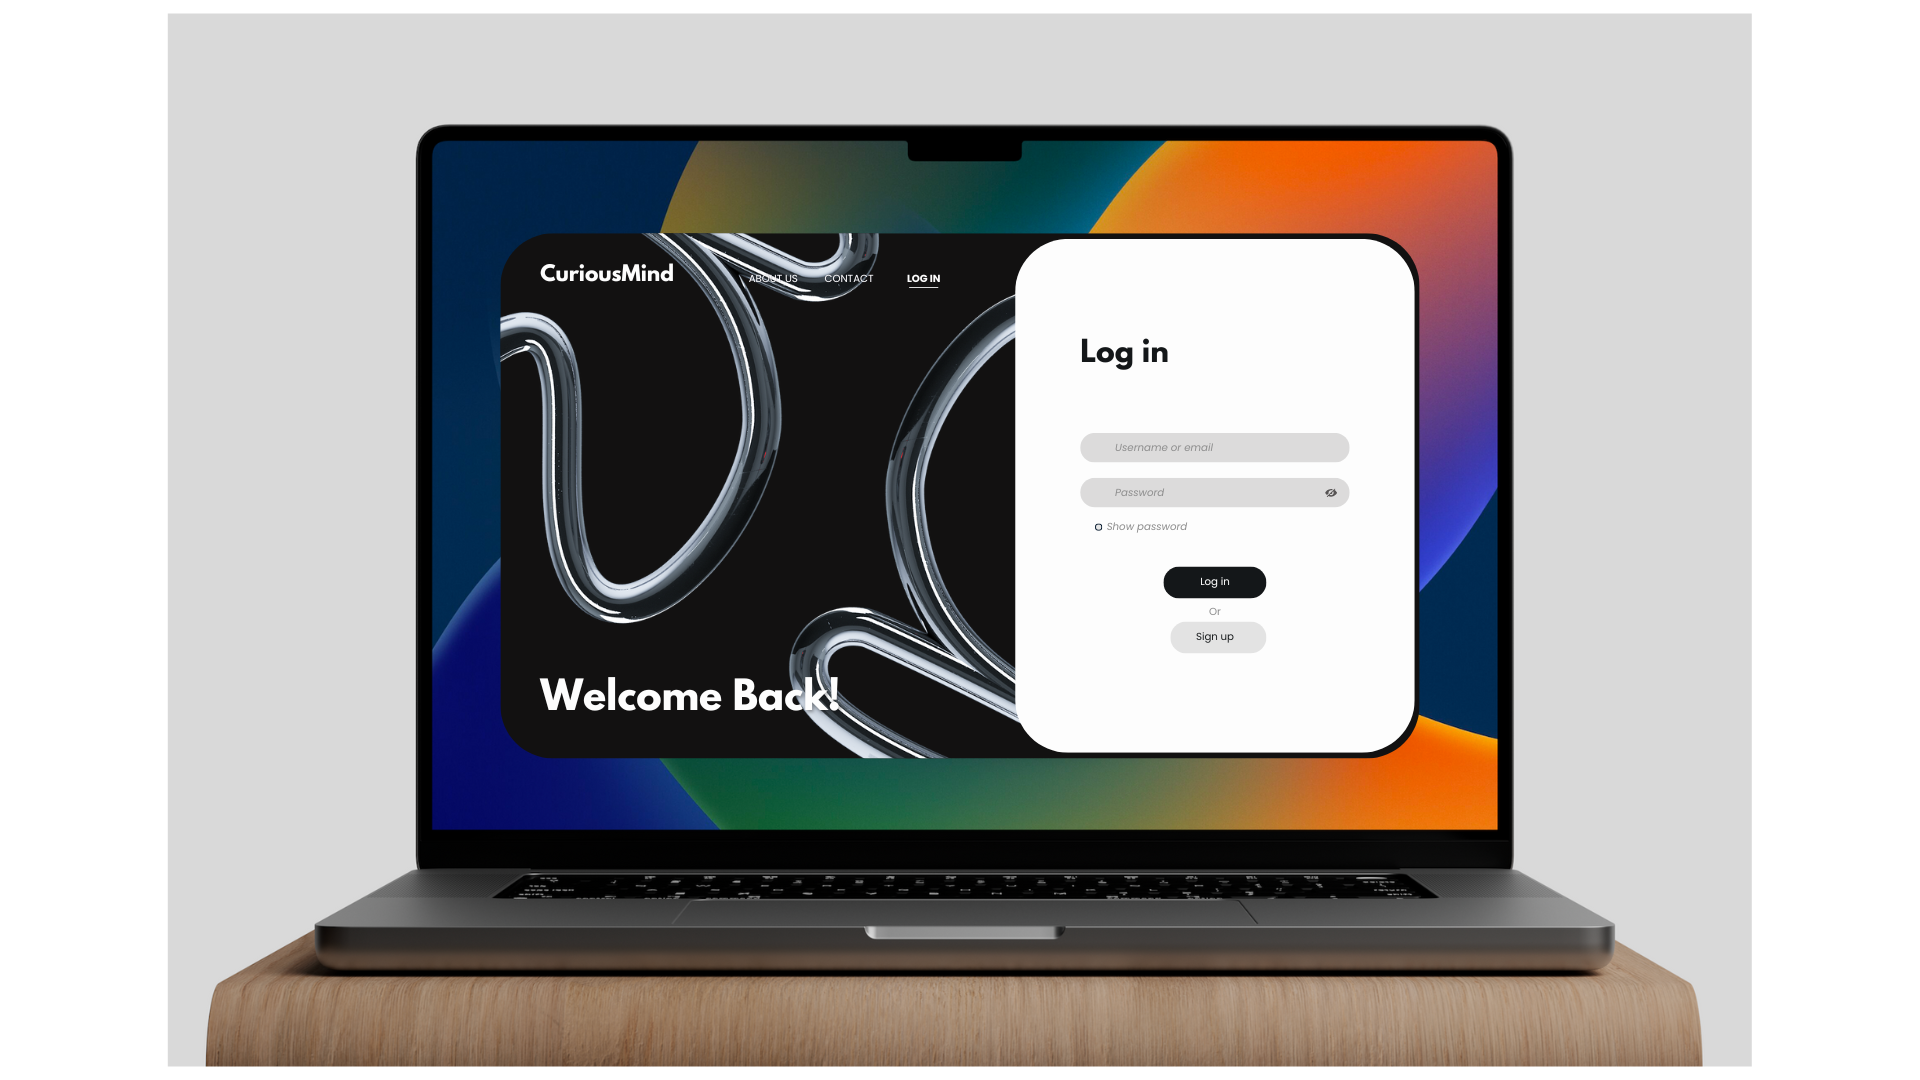 CuriousMind
ABOUT US CONTACT LOG IN
Log in
Username or email
Password
Show password
Log in
Or
Sign up
Welcome Back!